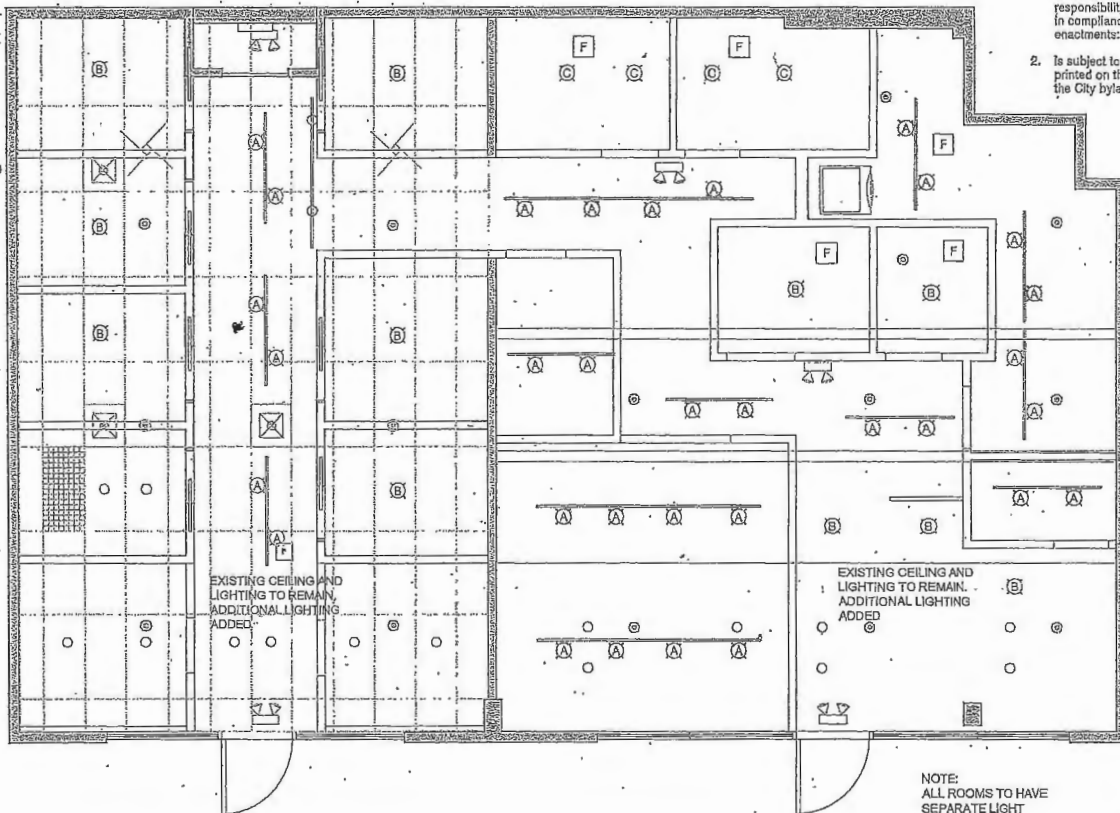 responsibilit
in complianc
enactments:
2. Is subject to
printed on th
the City byla
B
B
F
C
C
F
C
C
A
A
F
A
A
A
A
A
A
A
B
F
F
B
B
A
A
A
A
B
A
A
B
A
A
A
A
A
A
A
A
B
A
A
F
A
A
A
A
B
B
A
A
EXISTING CEILING AND
LIGHTING TO REMAIN,
ADDITIONAL LIGHTING
ADDED
EXISTING CEILING AND
LIGHTING TO REMAIN.
ADDITIONAL LIGHTING
ADDED
B
A
A
A
A
NOTE:
ALL ROOMS TO HAVE
SEPARATE LIGHT